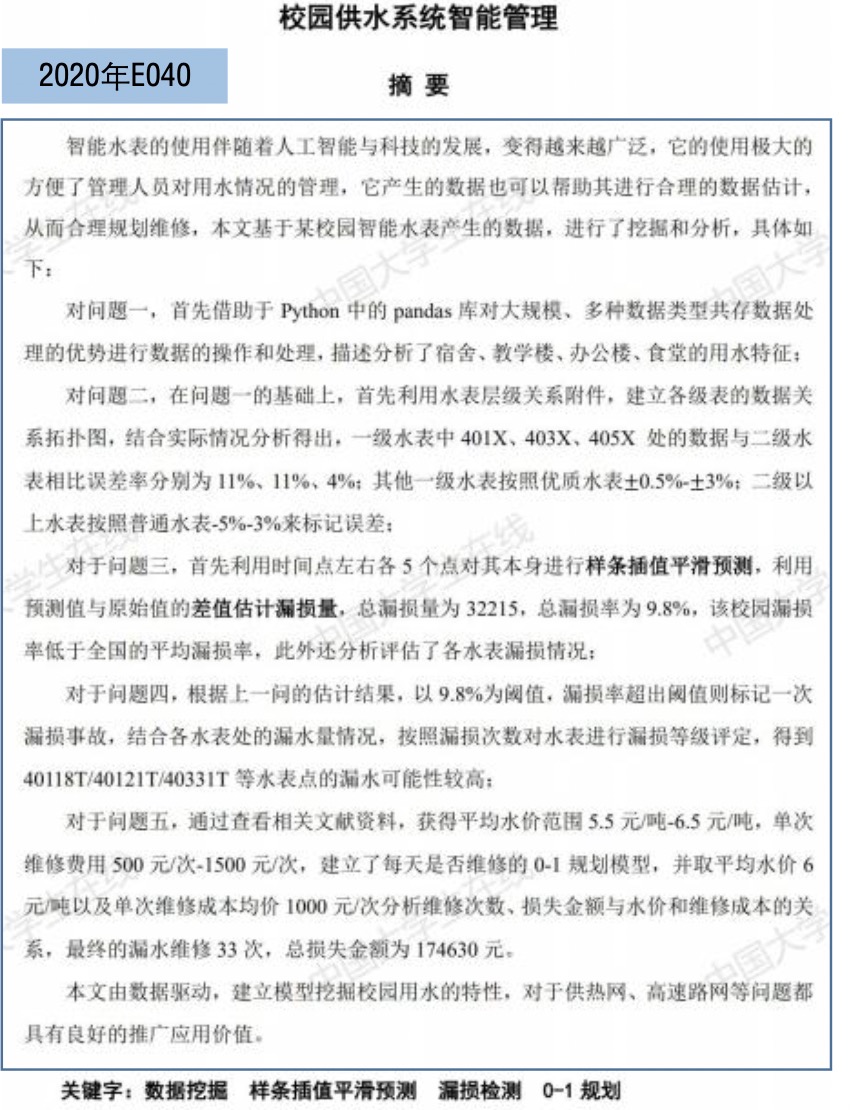 校园供水系统智能管理
2020年E040
摘 要
智能水表的使用伴随着人工智能与科技的发展，变得越来越广泛，它的使用极大的
方便了管理人员对用水情况的管理，它产生的数据也可以帮助其进行合理的数据估计，
从而合理规划维修，本文基于某校园智能水表产生的数据，进行了挖掘和分析，具体如
下：
对问题一，首先借助于 Python 中的 pandas 库对大规模、多种数据类型共存数据处
理的优势进行数据的操作和处理，描述分析了宿舍、教学楼、办公楼、食堂的用水特征；
对问题二，在问题一的基础上，首先利用水表层级关系附件，建立各级表的数据关
系拓扑图，结合实际情况分析得出，一级水表中 401X、403X、405X 处的数据与二级水
表相比误差率分别为 11%、11%、4%；其他一级水表按照优质水表±0.5%-±3%；二级以
上水表按照普通水表-5%-3%来标记误差；
对于问题三，首先利用时间点左右各 5 个点对其本身进行样条插值平滑预测，利用
预测值与原始值的差值估计漏损量，总漏损量为 32215，总漏损率为 9.8%，该校园漏损
率低于全国的平均漏损率，此外还分析评估了各水表漏损情况；
对于问题四，根据上一问的估计结果，以 9.8%为阈值，漏损率超出阈值则标记一次
漏损事故，结合各水表处的漏水量情况，按照漏损次数对水表进行漏损等级评定，得到
40118T/40121T/40331T 等水表点的漏水可能性较高；
对于问题五，通过查看相关文献资料，获得平均水价范围 5.5 元/吨-6.5 元/吨，单次
维修费用 500 元/次-1500 元/次，建立了每天是否维修的 0-1 规划模型，并取平均水价 6
元/吨以及单次维修成本均价 1000 元/次分析维修次数、损失金额与水价和维修成本的关
系，最终的漏水维修 33 次，总损失金额为 174630 元。
本文由数据驱动，建立模型挖掘校园用水的特性，对于供热网、高速路网等问题都
具有良好的推广应用价值。
关键字：数据挖掘 样条插值平滑预测 漏损检测 0-1 规划
中国大学生在线